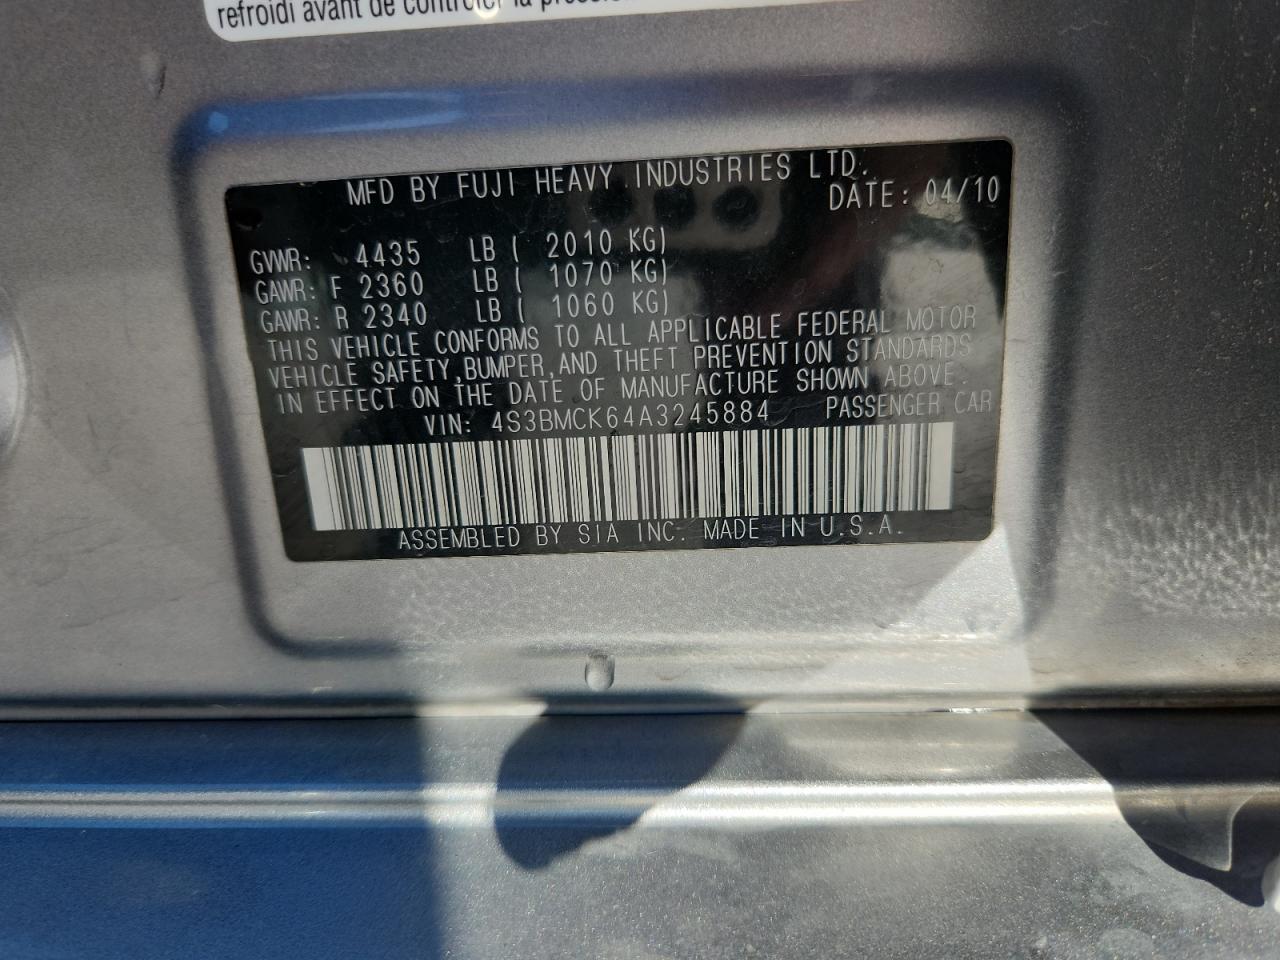 refroidi avant de contrôler la pression
MFD BY FUJI HEAVY INDUSTRIES LTD.
DATE: 04/10
GVWR: 4435 LB ( 2010 KG)
GAWR: F 2360 LB ( 1070 KG)
GAWR: R 2340 LB ( 1060 KG)
THIS VEHICLE CONFORMS TO ALL APPLICABLE FEDERAL MOTOR
VEHICLE SAFETY,BUMPER,AND THEFT PREVENTION STANDARDS
IN EFFECT ON THE DATE OF MANUFACTURE SHOWN ABOVE.
VIN: 4S3BMCK64A3245884 PASSENGER CAR
ASSEMBLED BY SIA INC. MADE IN U.S.A.